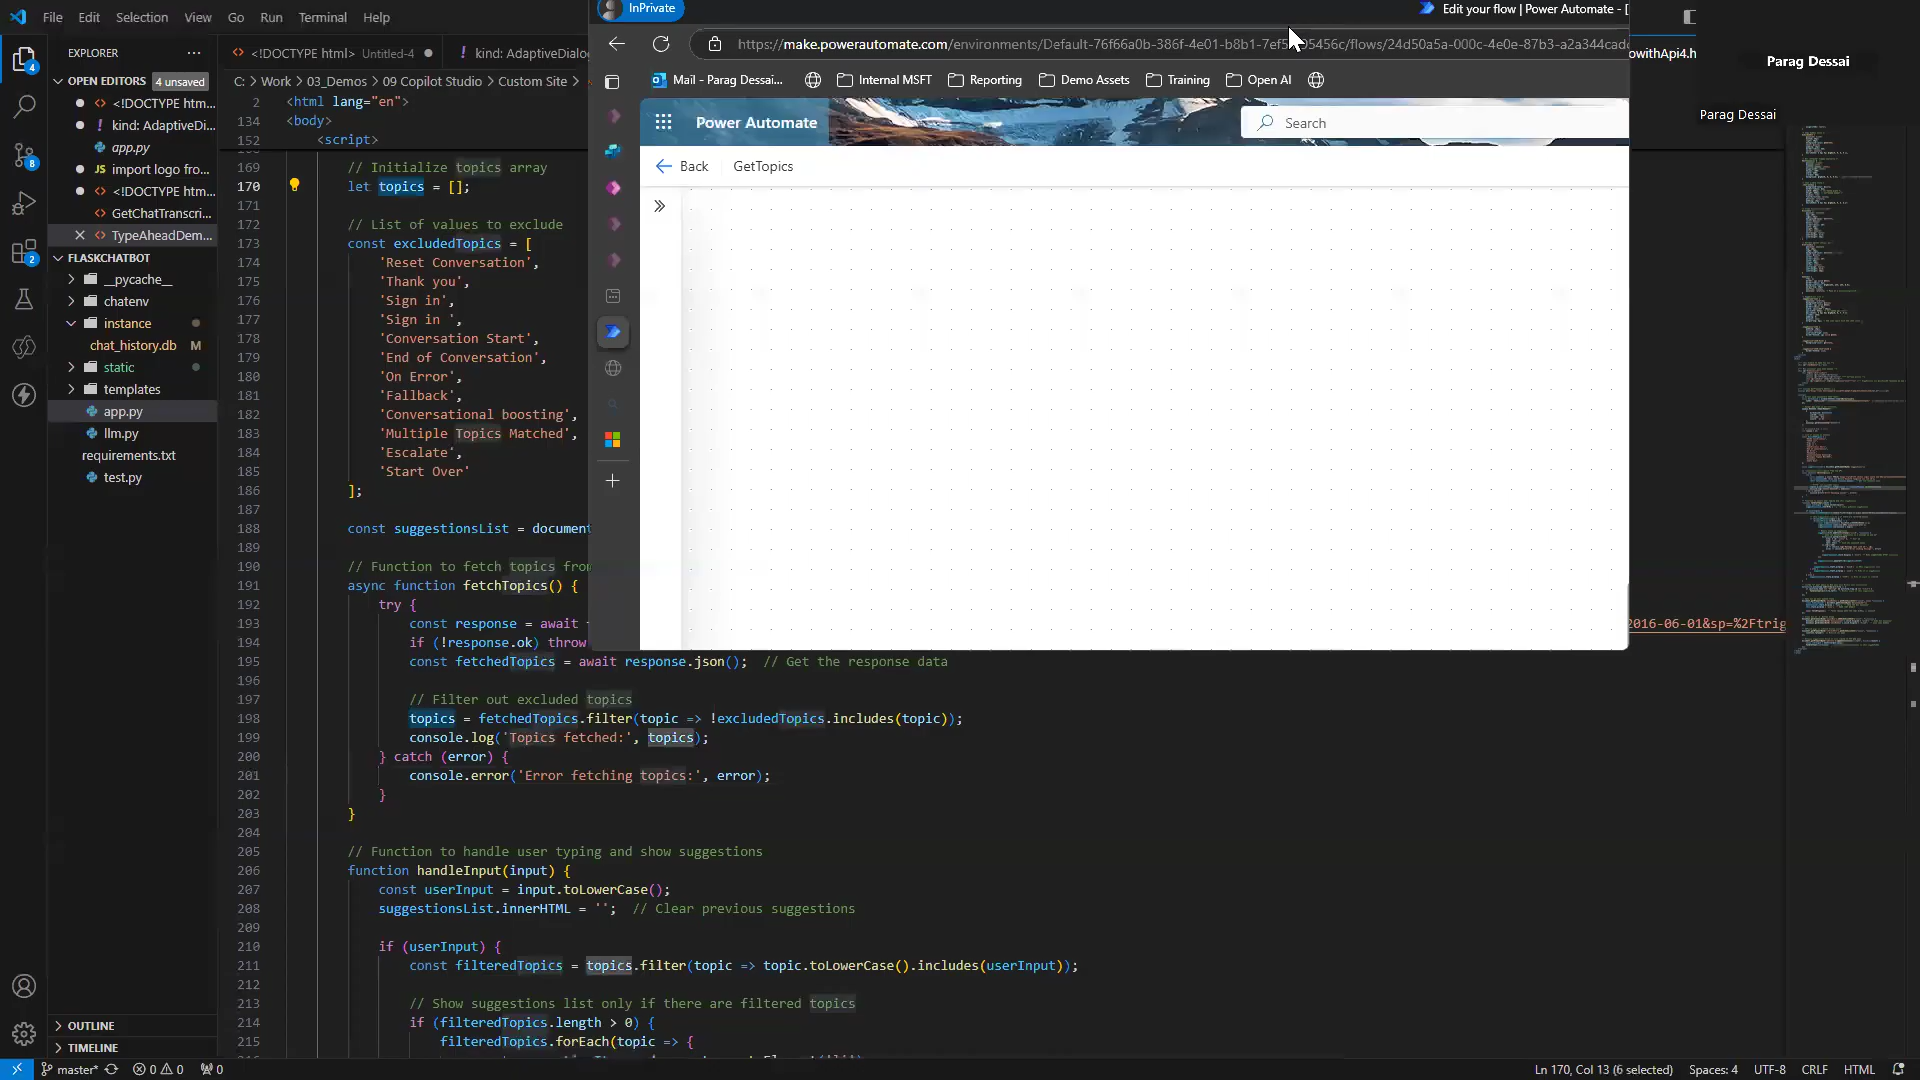 File Edit Selection View Go Run Terminal Help
InPrivate
Edit your flow | Power Automate - [
https://make.powerautomate.com/environments/Default-76f66a0b-386f-4e01-b8b1-7ef
flows/24d50a5a-000c-4e0e-87b3-a2a344cad
Mail - Parag Dessai...
Internal MSFT
Reporting
Demo Assets
Training
Open AI
Power Automate
Search
Back
GetTopics
Parag Dessai
Parag Dessai
EXPLORER
OPEN EDITORS 4 unsaved
<!DOCTYPE htm...
kind: AdaptiveDi...
app.py
JS import logo fro...
<!DOCTYPE htm...
GetChatTranscri...
TypeAheadDem...
FLASKCHATBOT
__pycache__
chatenv
instance
chat_history.db M
static
templates
app.py
llm.py
requirements.txt
test.py
OUTLINE
TIMELINE
<!DOCTYPE html> Untitled-4
kind: AdaptiveDialo
owithApi4.h
C: > Work > 03_Demos > 09 Copilot Studio > Custom Site >
2 <html lang="en">
134 <body>
152 <script>
169 // Initialize topics array
170 let topics = [];
171
172 // List of values to exclude
173 const excludedTopics = [
174 'Reset Conversation',
175 'Thank you',
176 'Sign in',
177 'Sign in ',
178 'Conversation Start',
179 'End of Conversation',
180 'On Error',
181 'Fallback',
182 'Conversational boosting',
183 'Multiple Topics Matched',
184 'Escalate',
185 'Start Over'
186 ];
187
188 const suggestionsList = document
189
190 // Function to fetch topics from
191 async function fetchTopics() {
192 try {
193 const response = await
2016-06-01&sp=%2Ftrig
194 if (!response.ok) throw
195 const fetchedTopics = await response.json(); // Get the response data
196
197 // Filter out excluded topics
198 topics = fetchedTopics.filter(topic => !excludedTopics.includes(topic));
199 console.log('Topics fetched:', topics);
200 } catch (error) {
201 console.error('Error fetching topics:', error);
202 }
203 }
204
205 // Function to handle user typing and show suggestions
206 function handleInput(input) {
207 const userInput = input.toLowerCase();
208 suggestionsList.innerHTML = ''; // Clear previous suggestions
209
210 if (userInput) {
211 const filteredTopics = topics.filter(topic => topic.toLowerCase().includes(userInput));
212
213 // Show suggestions list only if there are filtered topics
214 if (filteredTopics.length > 0) {
215 filteredTopics.forEach(topic => {
master* 0 0 0
Ln 170, Col 13 (6 selected) Spaces: 4 UTF-8 CRLF HTML